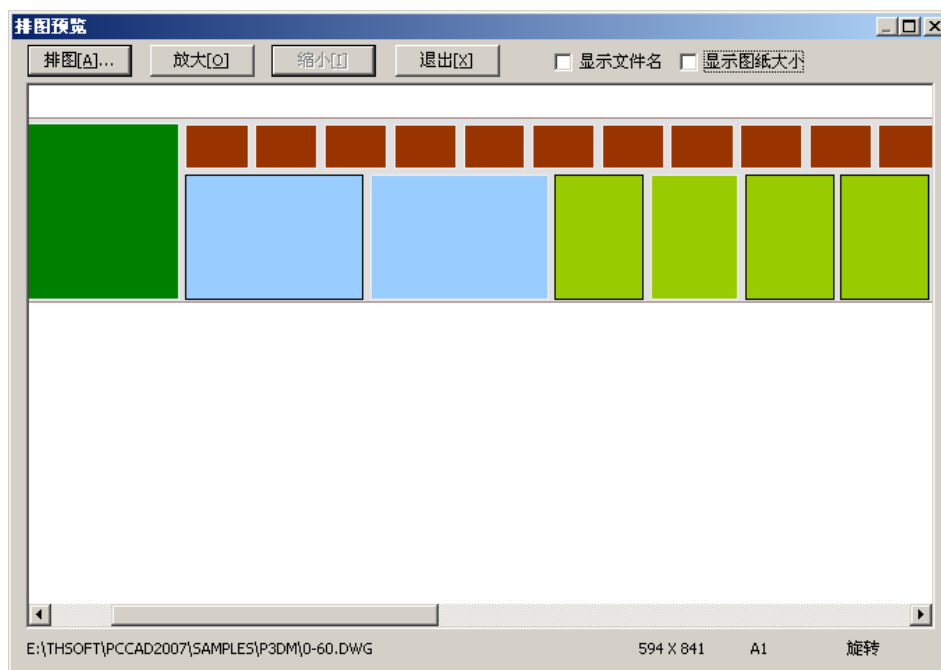 排图预览
排图[A]... 放大[O] 缩小[I] 退出[X] 显示文件名 显示图纸大小
E:\THSOFT\PCCAD2007\SAMPLES\P3DM\0-60.DWG 594 X 841 A1 旋转